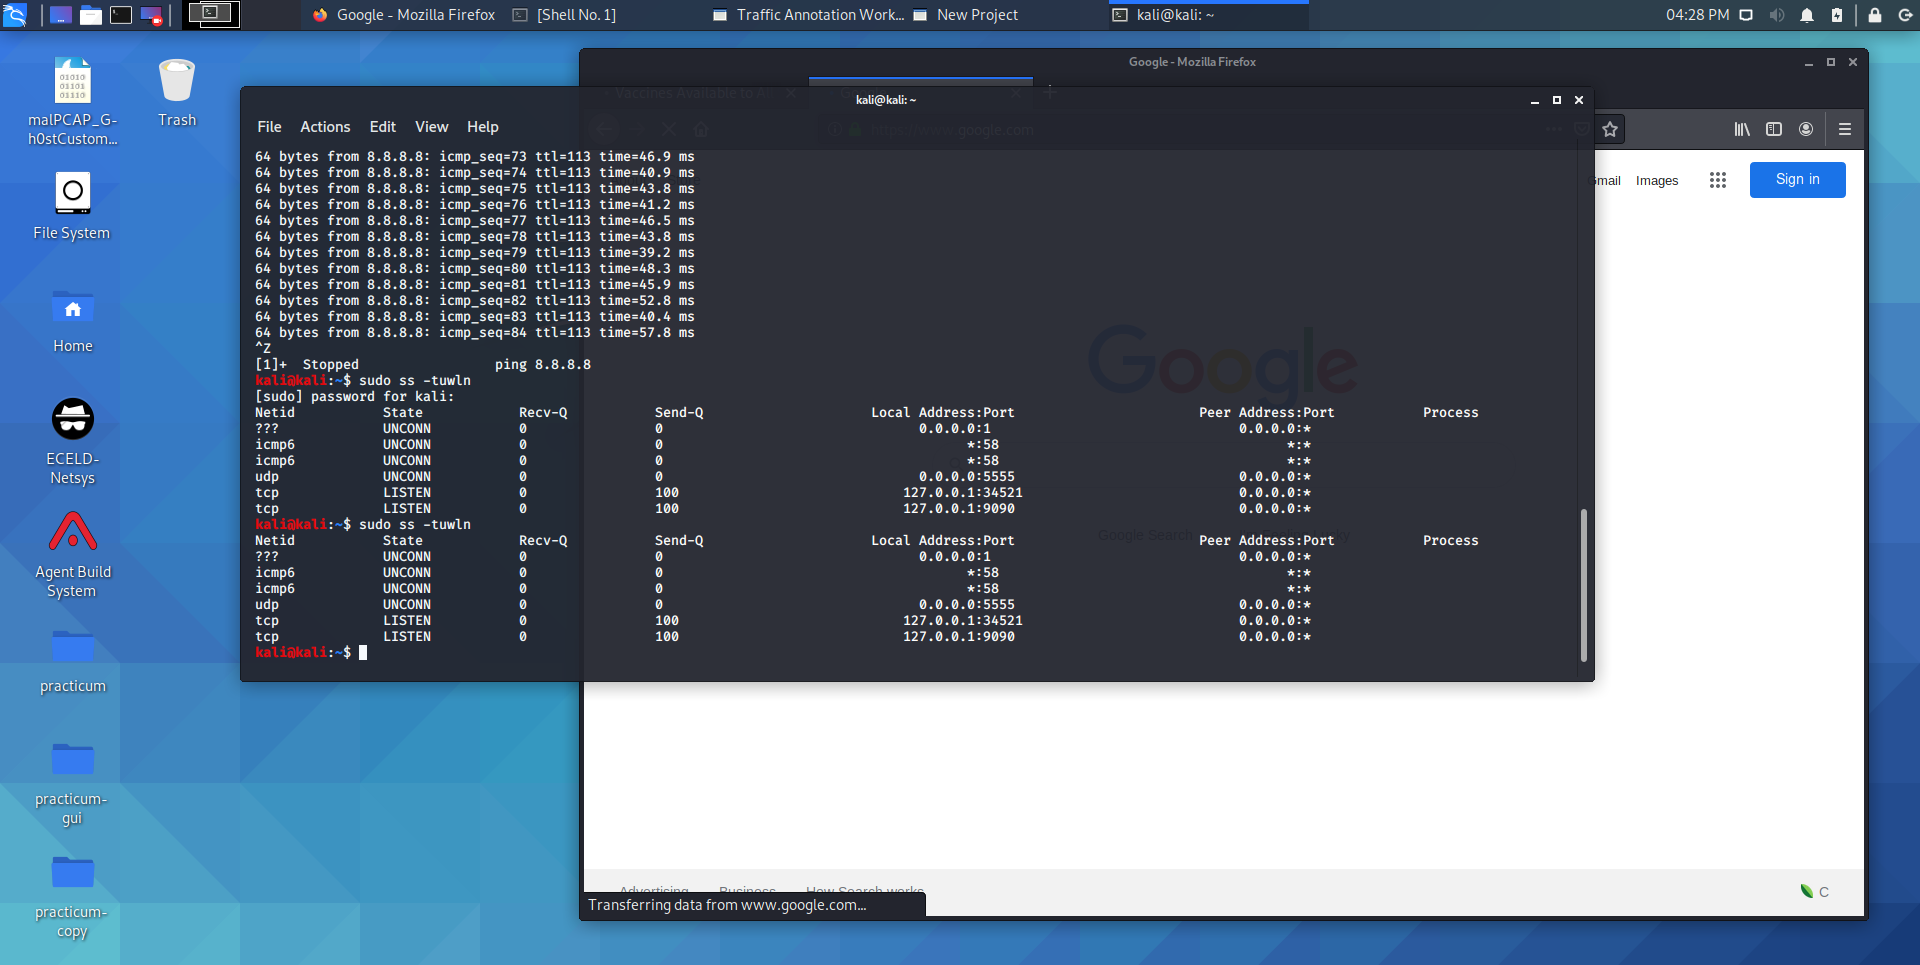 Google - Mozilla Firefox
[Shell No. 1]
Traffic Annotation Work...
New Project
kali@kali: ~
04:28 PM
malPCAP_G-
h0stCustom...
Trash
File System
Home
ECELD-
Netsys
Agent Build
System
practicum
practicum-
gui
practicum-
copy
Google - Mozilla Firefox
Vaccines Available to All
kali@kali: ~
File Actions Edit View Help
64 bytes from 8.8.8.8: icmp_seq=73 ttl=113 time=46.9 ms
64 bytes from 8.8.8.8: icmp_seq=74 ttl=113 time=40.9 ms
64 bytes from 8.8.8.8: icmp_seq=75 ttl=113 time=43.8 ms
64 bytes from 8.8.8.8: icmp_seq=76 ttl=113 time=41.2 ms
64 bytes from 8.8.8.8: icmp_seq=77 ttl=113 time=46.5 ms
64 bytes from 8.8.8.8: icmp_seq=78 ttl=113 time=43.8 ms
64 bytes from 8.8.8.8: icmp_seq=79 ttl=113 time=39.2 ms
64 bytes from 8.8.8.8: icmp_seq=80 ttl=113 time=48.3 ms
64 bytes from 8.8.8.8: icmp_seq=81 ttl=113 time=45.9 ms
64 bytes from 8.8.8.8: icmp_seq=82 ttl=113 time=52.8 ms
64 bytes from 8.8.8.8: icmp_seq=83 ttl=113 time=40.4 ms
64 bytes from 8.8.8.8: icmp_seq=84 ttl=113 time=57.8 ms
^Z
[1]+ Stopped ping 8.8.8.8
kali@kali:~$ sudo ss -tuwln
[sudo] password for kali:
Netid State Recv-Q Send-Q Local Address:Port Peer Address:Port Process
??? UNCONN 0 0 0.0.0.0:1 0.0.0.0:*
icmp6 UNCONN 0 0 *:58 *:*
icmp6 UNCONN 0 0 *:58 *:*
udp UNCONN 0 0 0.0.0.0:5555 0.0.0.0:*
tcp LISTEN 0 100 127.0.0.1:34521 0.0.0.0:*
tcp LISTEN 0 100 127.0.0.1:9090 0.0.0.0:*
kali@kali:~$ sudo ss -tuwln
Netid State Recv-Q Send-Q Local Address:Port Peer Address:Port Process
??? UNCONN 0 0 0.0.0.0:1 0.0.0.0:*
icmp6 UNCONN 0 0 *:58 *:*
icmp6 UNCONN 0 0 *:58 *:*
udp UNCONN 0 0 0.0.0.0:5555 0.0.0.0:*
tcp LISTEN 0 100 127.0.0.1:34521 0.0.0.0:*
tcp LISTEN 0 100 127.0.0.1:9090 0.0.0.0:*
kali@kali:~$
Gmail Images
Sign in
Google
Google Search
Advertising Business How Search works
C
Transferring data from www.google.com...